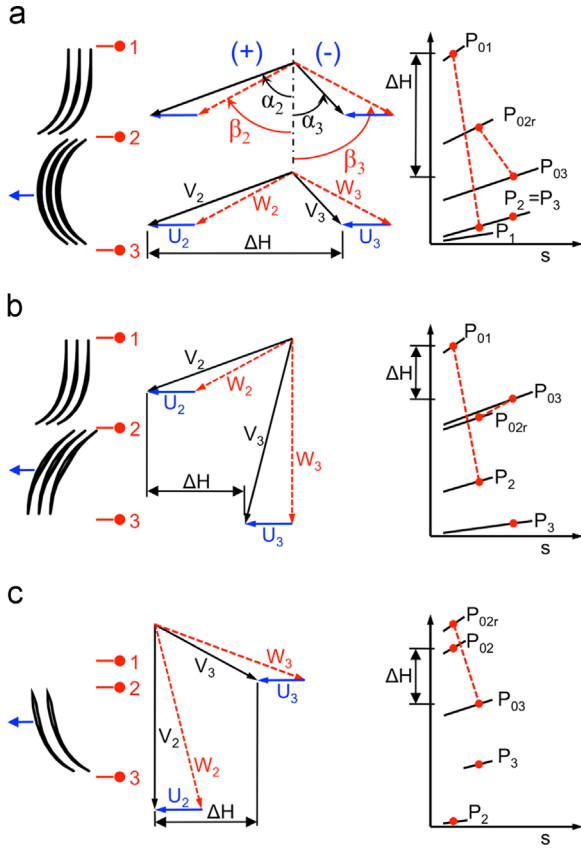 a
1
2
3
(+) (-)
α2 α3
β2 β3
V2 W2 V3 W3
U2 U3
ΔH
P01
ΔH
P02r
P03
P2 =P3
P1
s
b
1
2
3
V2
W2
U2
V3
W3
ΔH
U3
P01
ΔH
P03
P02r
P2
P3
s
c
1
2
3
W3
V3
U3
V2
W2
U2
ΔH
P02r
P02
ΔH
P03
P3
P2
s